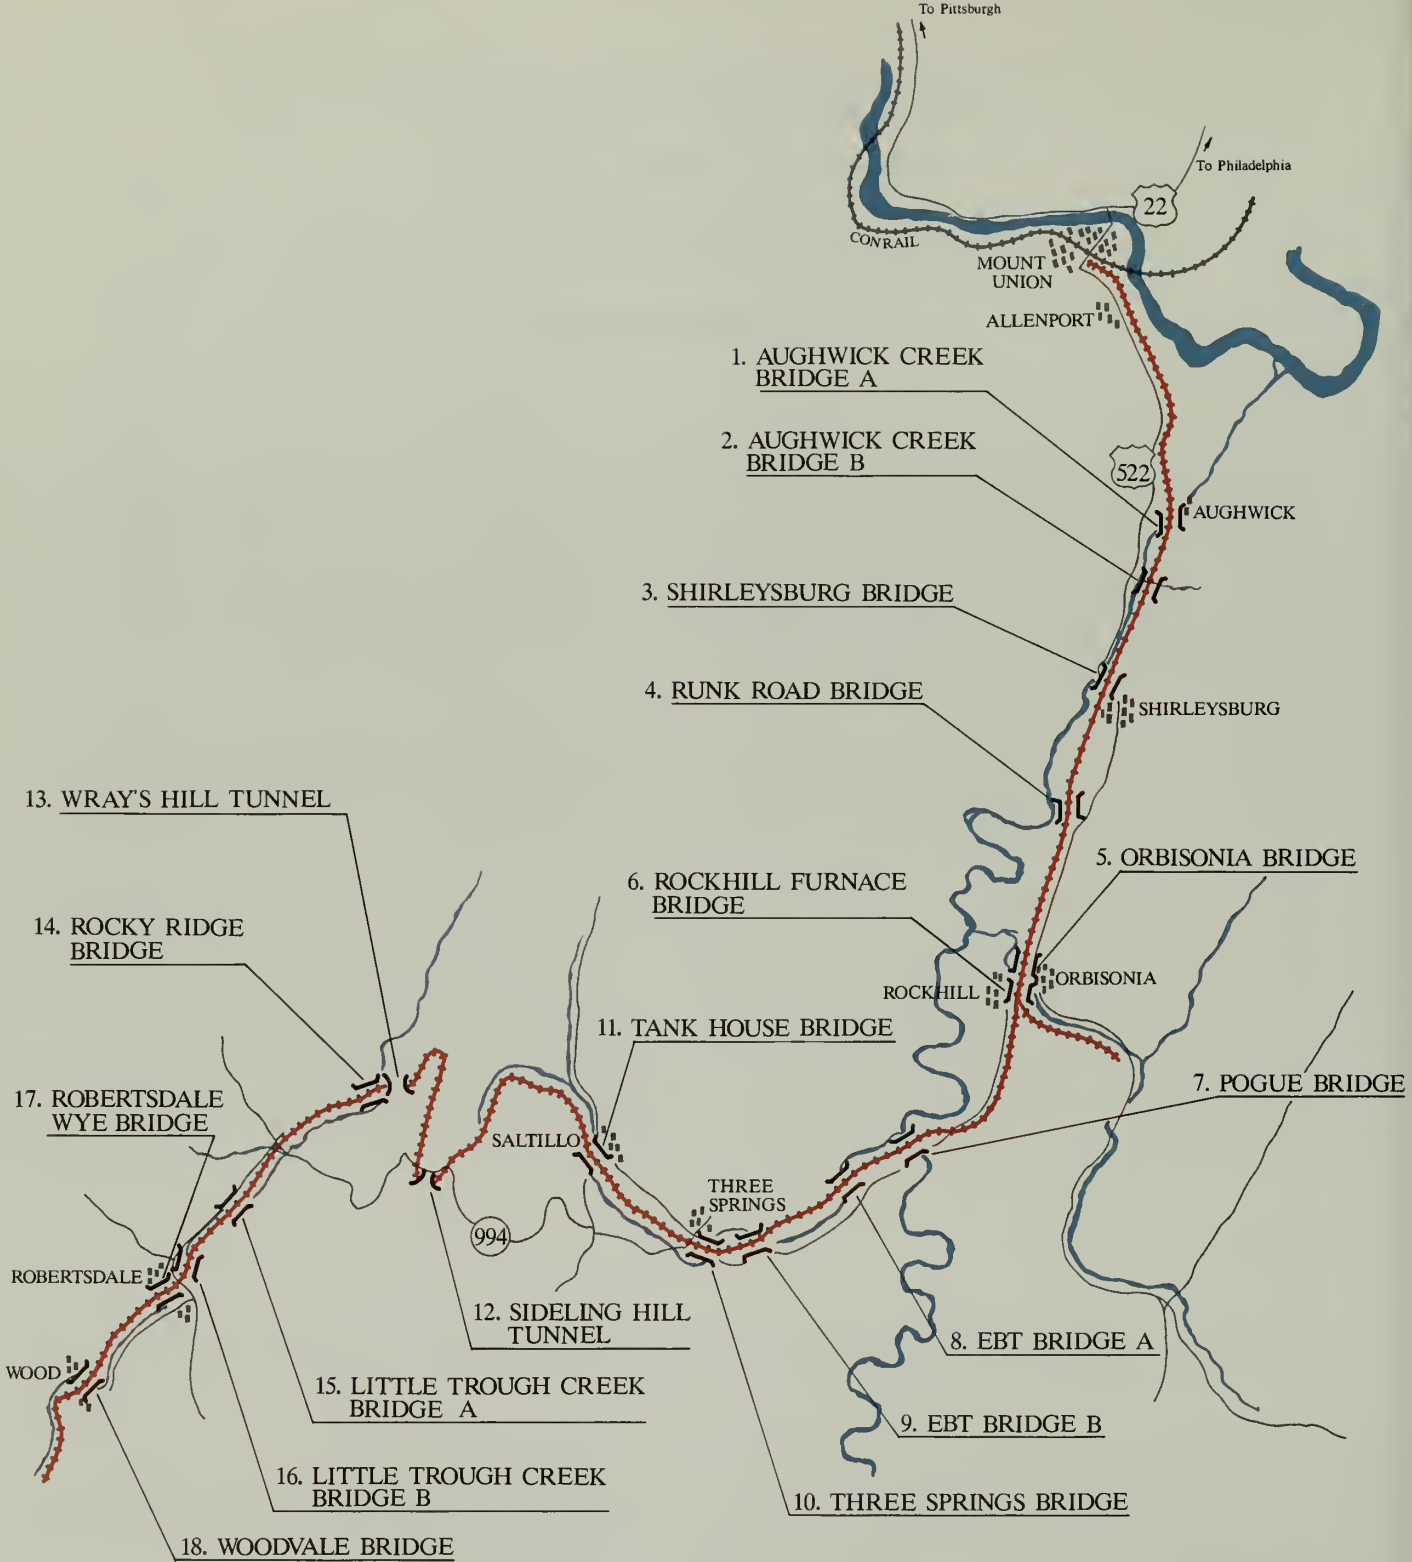 To Pittsburgh
To Philadelphia
22
CONRAIL
MOUNT
UNION
ALLENPORT
1. AUGHWICK CREEK
BRIDGE A
2. AUGHWICK CREEK
BRIDGE B
522
AUGHWICK
3. SHIRLEYSBURG BRIDGE
4. RUNK ROAD BRIDGE
SHIRLEYSBURG
13. WRAY'S HILL TUNNEL
5. ORBISONIA BRIDGE
6. ROCKHILL FURNACE
BRIDGE
14. ROCKY RIDGE
BRIDGE
ROCKHILL
ORBISONIA
11. TANK HOUSE BRIDGE
7. POGUE BRIDGE
17. ROBERTSDALE
WYE BRIDGE
SALTILLO
THREE
SPRINGS
994
ROBERTSDALE
12. SIDELING HILL
TUNNEL
8. EBT BRIDGE A
WOOD
15. LITTLE TROUGH CREEK
BRIDGE A
9. EBT BRIDGE B
16. LITTLE TROUGH CREEK
BRIDGE B
10. THREE SPRINGS BRIDGE
18. WOODVALE BRIDGE